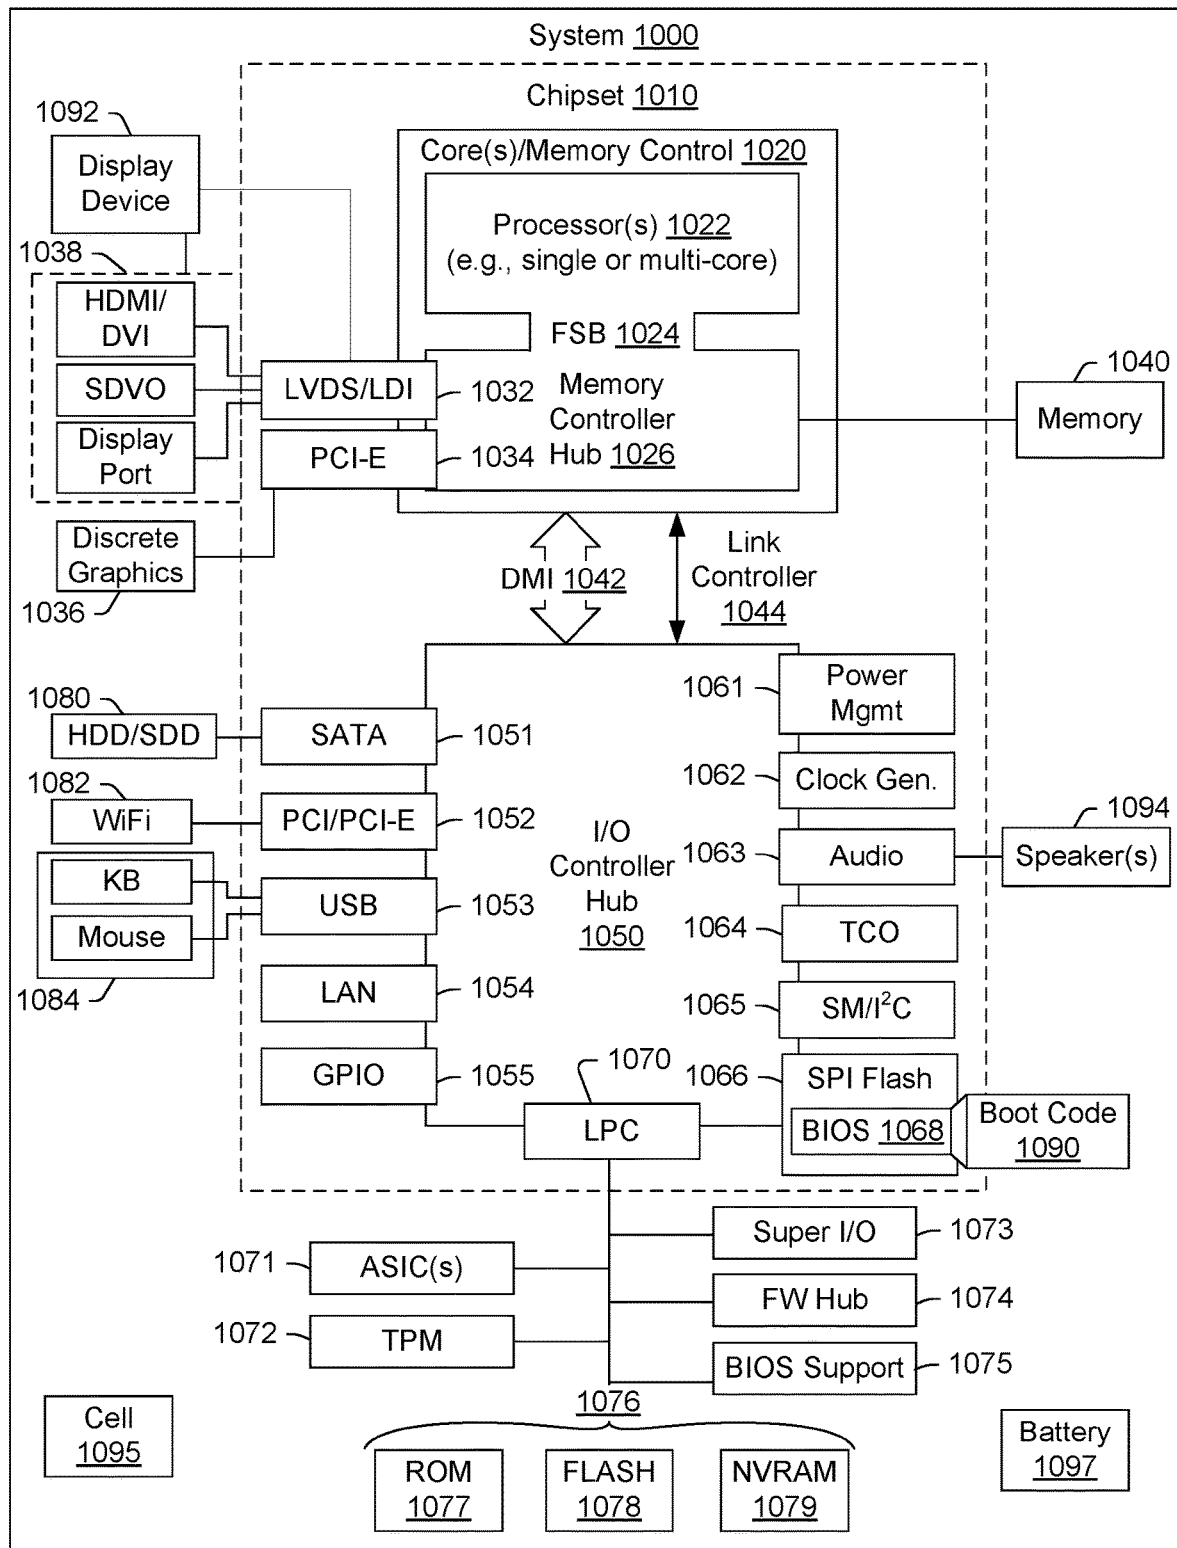 System 1000
Chipset 1010
1092
Display
Device
Core(s)/Memory Control 1020
Processor(s) 1022
(e.g., single or multi-core)
FSB 1024
Memory
Controller
Hub 1026
1038
HDMI/
DVI
SDVO
Display
Port
LVDS/LDI
1032
PCI-E
1034
1040
Memory
Discrete
Graphics
1036
DMI 1042
Link
Controller
1044
1080
HDD/SDD
SATA
1051
1082
WiFi
PCI/PCI-E
1052
KB
Mouse
1084
USB
1053
LAN
1054
GPIO
1055
I/O
Controller
Hub
1050
1061
Power
Mgmt
1062
Clock Gen.
1063
Audio
1094
Speaker(s)
1064
TCO
1065
SM/I²C
1066
SPI Flash
BIOS 1068
Boot Code
1090
1070
LPC
1071
ASIC(s)
1072
TPM
Super I/O
1073
FW Hub
1074
BIOS Support
1075
1076
ROM
1077
FLASH
1078
NVRAM
1079
Cell
1095
Battery
1097